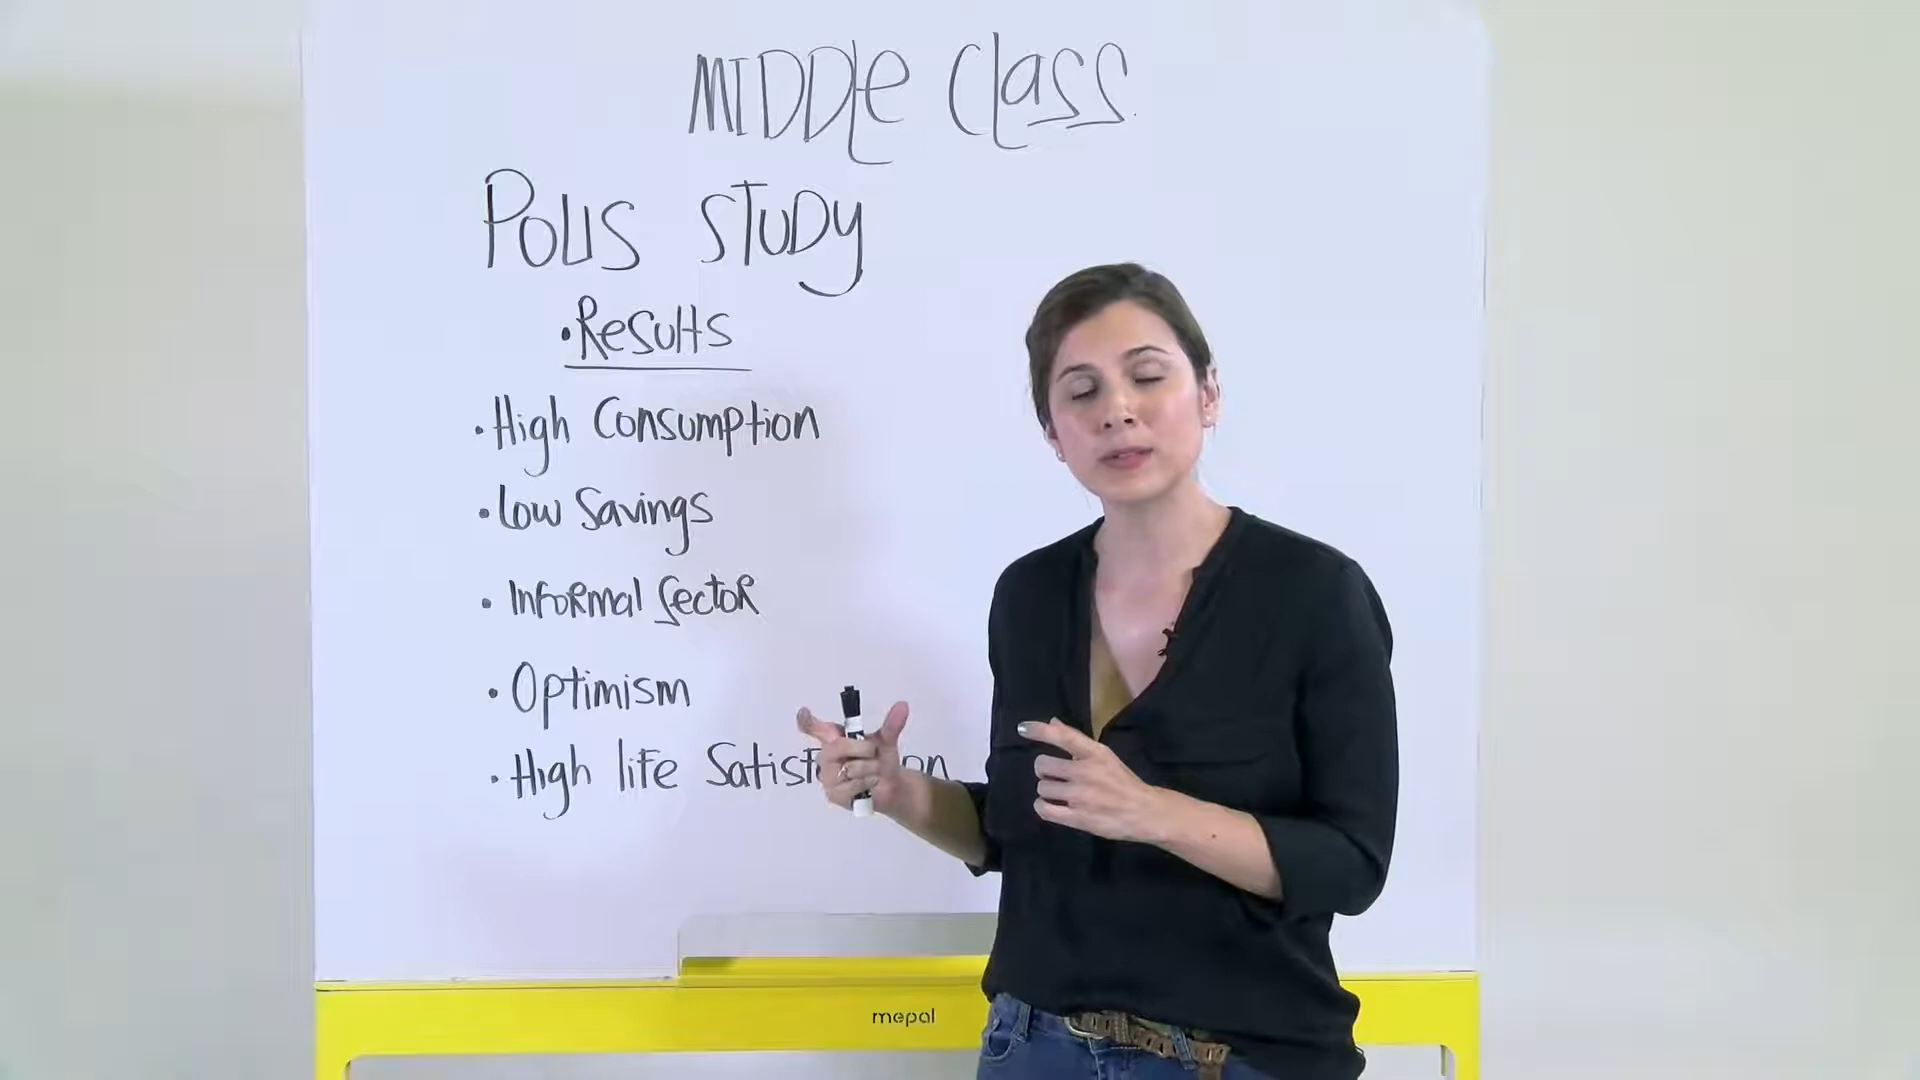 MIDDle Class.
POLIS STUDY
• Results
• High Consumption
• Low Savings
• Informal Sector
• Optimism
• High life
mepal